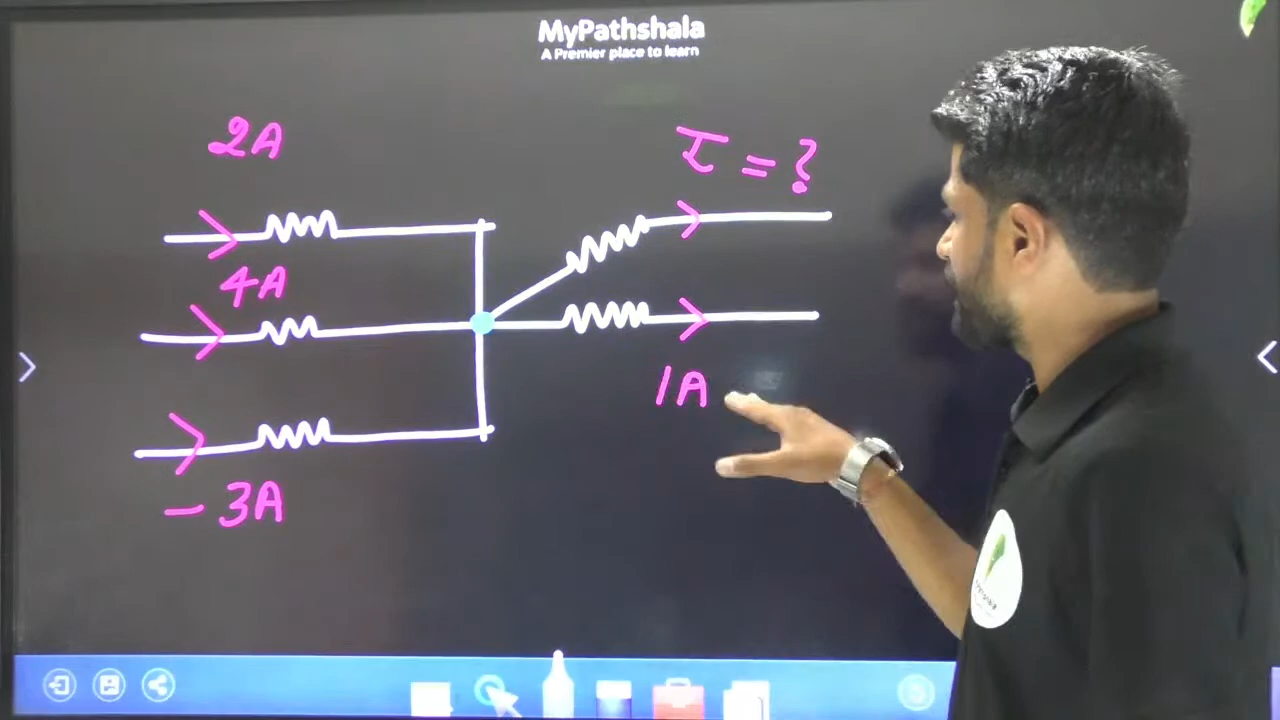 MyPathshala
A Premier place to learn
2A
I = ?
4A
1A
- 3A